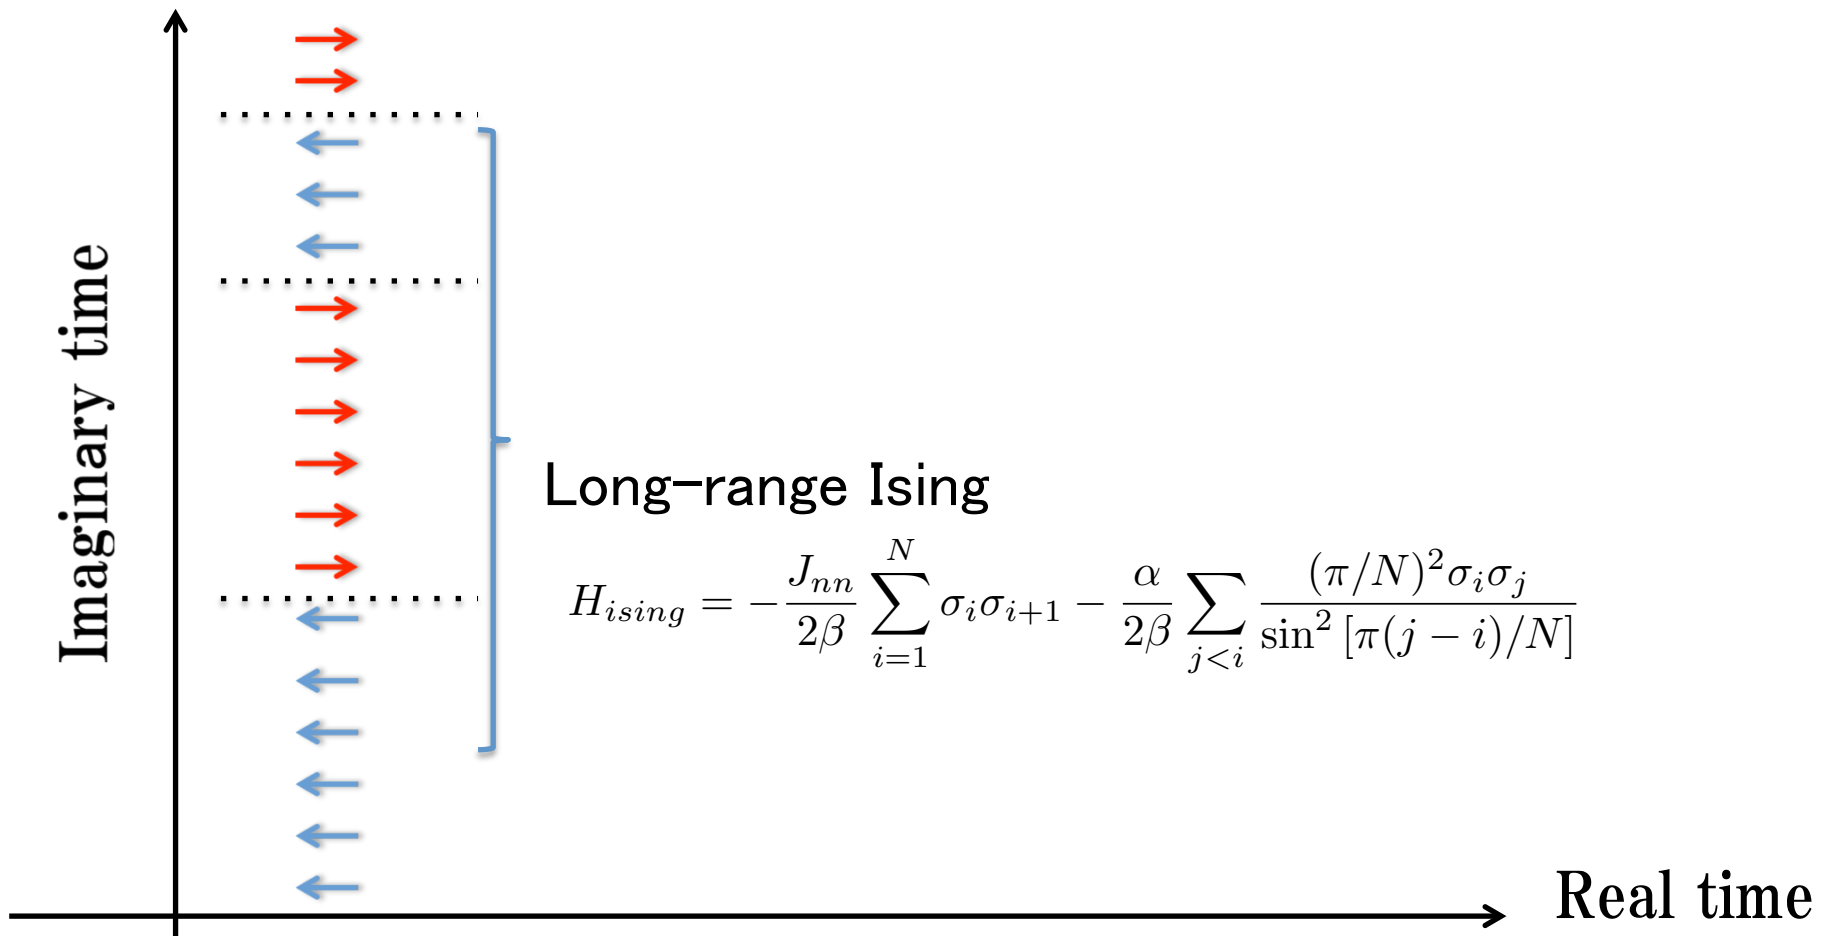 Imaginary time
Long-range Ising
$H_{ising} = -\frac{J_{nn}}{2\beta} \sum_{i=1}^{N} \sigma_i \sigma_{i+1} - \frac{\alpha}{2\beta} \sum_{j<i} \frac{(\pi/N)^2 \sigma_i \sigma_j}{\sin^2 [\pi(j-i)/N]}$
Real time